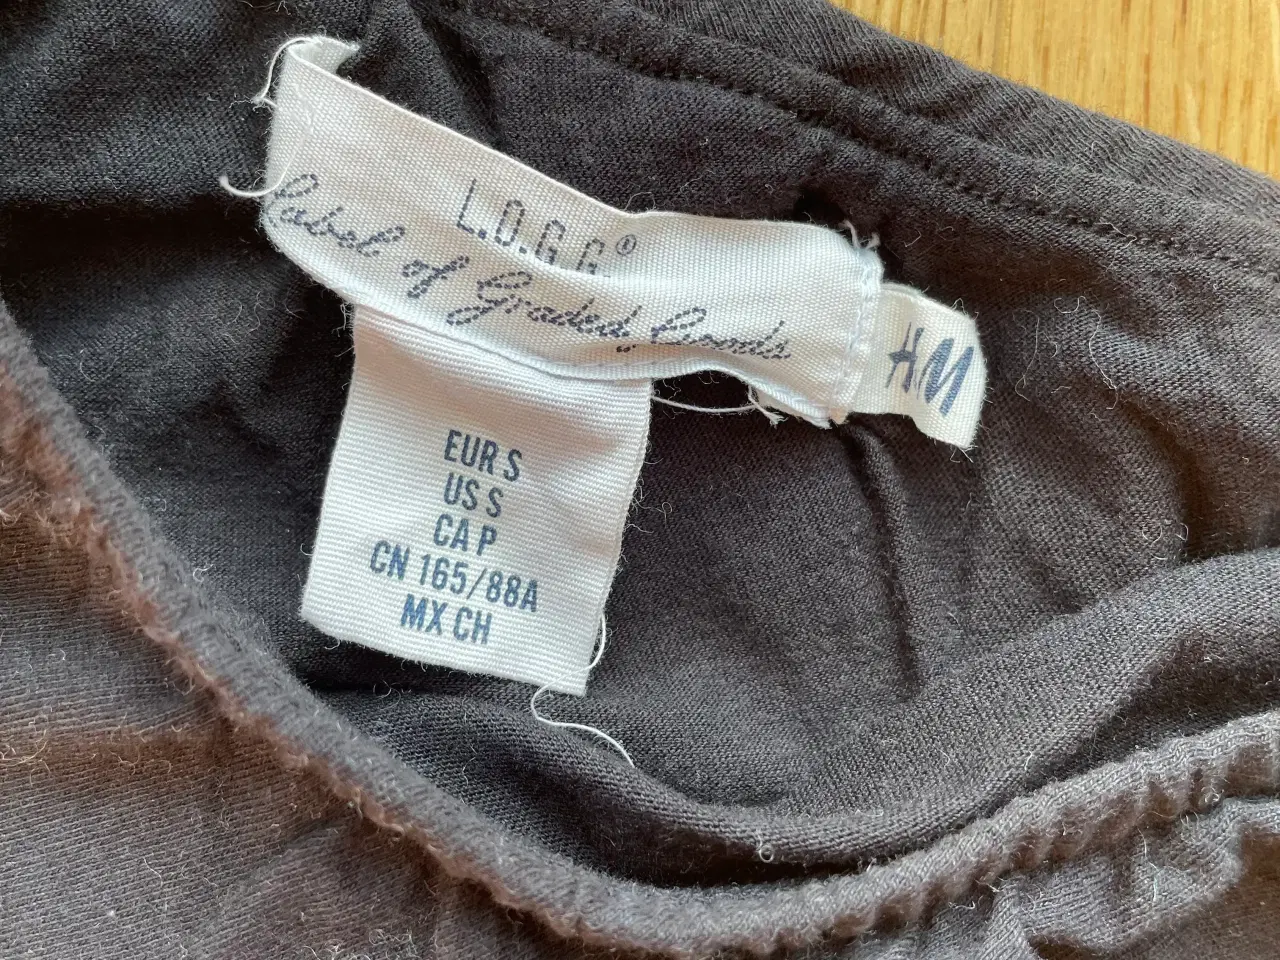 L.O.G.G.®
Label of Graded Goods
H&M
EUR S
US S
CA P
CN 165/88A
MX CH